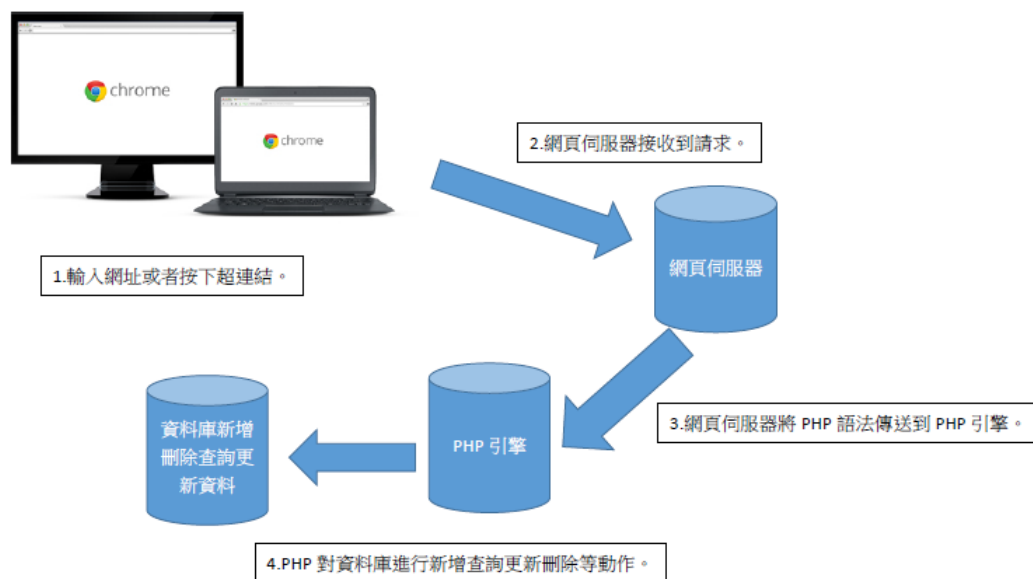 chrome
chrome
2.網頁伺服器接收到請求。
1.輸入網址或者按下超連結。
網頁伺服器
3.網頁伺服器將 PHP 語法傳送到 PHP 引擎。
PHP 引擎
資料庫新增
刪除查詢更
新資料
4.PHP 對資料庫進行新增查詢更新刪除等動作。